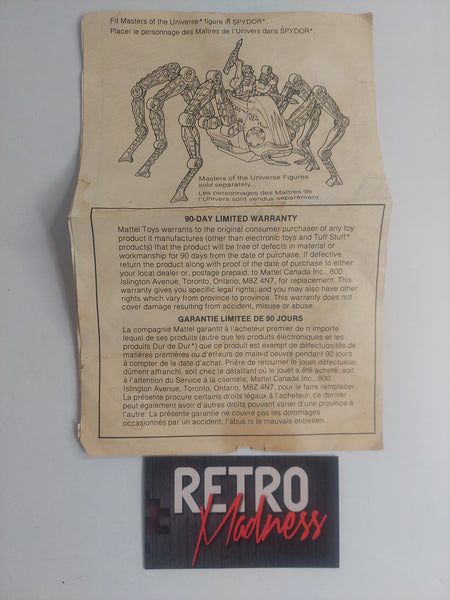 Fit Masters of the Universe* figure in SPYDOR*.
Placer le personnage des Maîtres de l'Univers dans SPYDOR*.
Masters of the Universe Figures
sold separately.
Les personnages des Maîtres de
l'Univers sont vendus séparément.
90-DAY LIMITED WARRANTY
Mattel Toys warrants to the original consumer purchaser of any toy
product it manufactures (other than electronic toys and Tuff Stuff*
products) that the product will be free of defects in material or
workmanship for 90 days from the date of purchase. If defective,
return the product along with proof of the date of purchase to either
your local dealer or, postage prepaid, to Mattel Canada Inc., 800
Islington Avenue, Toronto, Ontario, M8Z 4N7, for replacement. This
warranty gives you specific legal rights; and you may also have other
rights which vary from province to province. This warranty does not
cover damage resulting from accident, misuse or abuse.
GARANTIE LIMITEE DE 90 JOURS
La compagnie Mattel garantit à l'acheteur premier de n'importe
lequel de ses produits (autre que les produits électroniques et les
produits Dur de Dur*) que ce produit est exempt de défectuosités de
matières premières ou d'erreurs de main-d'oeuvre pendant 90 jours
à compter de la date d'achat. Prière de retourner le jouet défectueux,
dûment affranchi, soit chez le détaillant où le jouet a été acheté, soit
à l'attention du Service à la clientèle, Mattel Canada Inc., 800
Islington Avenue, Toronto, Ontario, M8Z 4N7, pour le faire remplacer.
La présente procure certains droits légaux à l'acheteur; ce dernier
peut également avoir d'autres droits pouvant varier d'une province à
l'autre. La présente garantie ne couvre pas les dommages
occasionnés par un accident, l'abus ni le mauvais entretien.
RETRO
Madness